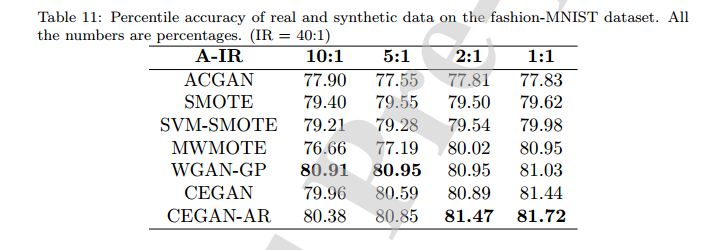 Table 11: Percentile accuracy of real and synthetic data on the fashion-MNIST dataset. All
the numbers are percentages. (IR = 40:1)
A-IR 10:1 5:1 2:1 1:1
ACGAN 77.90 77.55 77.81 77.83
SMOTE 79.40 79.55 79.50 79.62
SVM-SMOTE 79.21 79.28 79.54 79.98
MWMOTE 76.66 77.19 80.02 80.95
WGAN-GP 80.91 80.95 80.95 81.03
CEGAN 79.96 80.59 80.89 81.44
CEGAN-AR 80.38 80.85 81.47 81.72